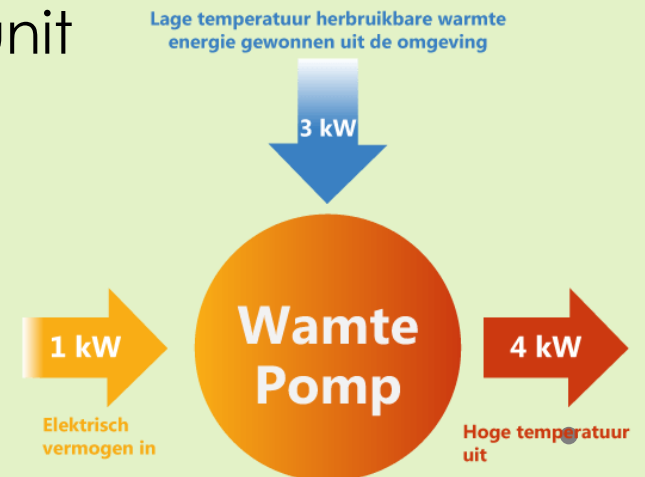 Lage temperatuur herbruikbare warmte
energie gewonnen uit de omgeving
3 kW
1 kW
Wamte
Pomp
4 kW
Elektrisch
vermogen in
Hoge temperatuur
uit